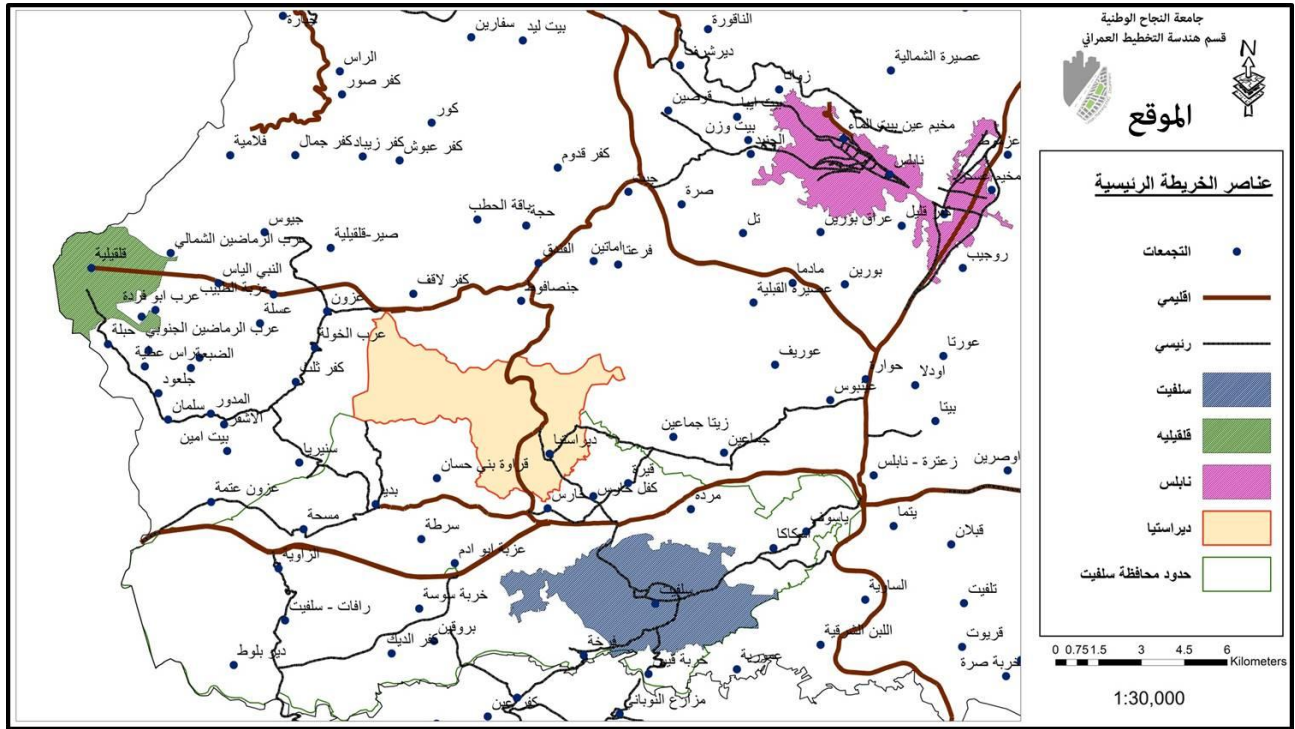 جامعة النجاح الوطنية
قسم هندسة التخطيط العمراني
N
الموقع
عناصر الخريطة الرئيسية
التجمعات
اقليمي
رئيسي
سلفيت
قلقيليه
نابلس
ديراستيا
حدود محافظة سلفيت
0 0.75 1.5 3 4.5 6
Kilometers
1:30,000
جبارة
سفارين
بيت ليد
الناقورة
ديرشرف
عصيرة الشمالية
الراس
كفر صور
زواتا
كور
قوصين
بيت ايبا
مخيم عين بيت الماء
بيت وزن
الجنيد
فلامية
كفر جمال
كفر زيباد
كفر عبوش
كفر قدوم
نابلس
صرة
جيوس
باقة الحطب
حجة
تل
عراق بورين
كفر قليل
روجيب
عرب الرماضين الشمالي
صير-قلقيلية
قلقيلية
النبي الياس
عزبة الطبيب
كفر لاقف
الفندق
اماتين
فرعتا
مادما
بورين
عصيرة القبلية
جنصافوط
عزون
عرب ابو فردة
عسلة
عرب الرماضين الجنوبي
عرب الخولة
حبلة
راس عطية
الضبعة
كفر ثلث
عوريف
حوارة
عورتا
اودلا
جلعود
المدور
سلمان
الاشقر
عينبوس
بيتا
بيت امين
زيتا جماعين
جماعين
ديراستيا
سنيريا
قراوة بني حسان
قيرة
زعترة - نابلس
اوصرين
عزون عتمة
بديا
حارس
كفل حارس
مردة
مسحة
سرطة
ياسوف
اسكاكا
يتما
قبلان
الزاوية
عزبة ابو ادم
رافات - سلفيت
خربة سوسة
سلفيت
الساوية
تلفيت
بروقين
كفر الديك
فرخة
اللبن الشرقية
قريوت
دير بلوط
خربة قيس
عمورية
خربة صرة
كفر عين
مزارع النوباني